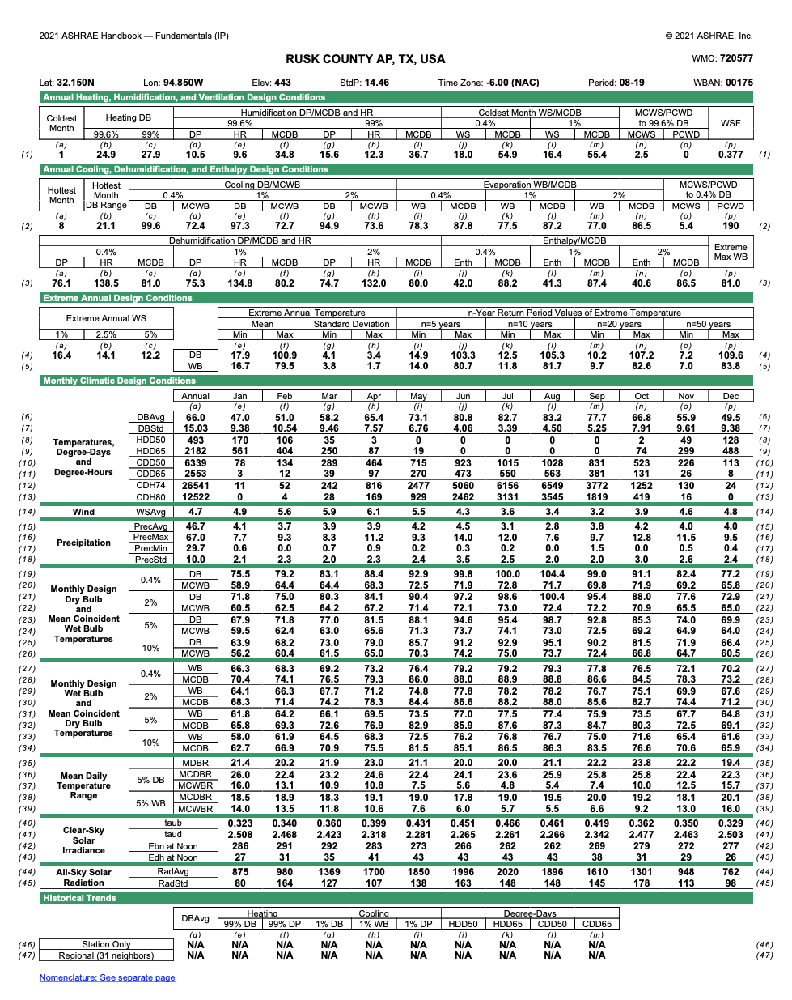 2021 ASHRAE Handbook — Fundamentals (IP) © 2021 ASHRAE, Inc.
RUSK COUNTY AP, TX, USA WMO: 720577
Lat: 32.150N Lon: 94.850W Elev: 443 StdP: 14.46 Time Zone: -6.00 (NAC) Period: 08-19 WBAN: 00175
Annual Heating, Humidification, and Ventilation Design Conditions
Coldest Month Heating DB Humidification DP/MCDB and HR Coldest Month WS/MCDB MCWS/PCWD to 99.6% DB WSF
99.6% 99% 0.4% 1%
99.6% 99% DP HR MCDB DP HR MCDB WS MCDB WS MCDB MCWS PCWD
(a) (b) (c) (d) (e) (f) (g) (h) (i) (j) (k) (l) (m) (n) (o) (p)
(1) 1 24.9 27.9 10.5 9.6 34.8 15.6 12.3 36.7 18.0 54.9 16.4 55.4 2.5 0 0.377 (1)
Annual Cooling, Dehumidification, and Enthalpy Design Conditions
Hottest Month Hottest Month DB Range Cooling DB/MCWB Evaporation WB/MCDB MCWS/PCWD to 0.4% DB
0.4% 1% 2% 0.4% 1% 2%
DB MCWB DB MCWB DB MCWB WB MCDB WB MCDB WB MCDB MCWS PCWD
(a) (b) (c) (d) (e) (f) (g) (h) (i) (j) (k) (l) (m) (n) (o) (p)
(2) 8 21.1 99.6 72.4 97.3 72.7 94.9 73.6 78.3 87.8 77.5 87.2 77.0 86.5 5.4 190 (2)
Dehumidification DP/MCDB and HR Enthalpy/MCDB Extreme Max WB
0.4% 1% 2% 0.4% 1% 2%
DP HR MCDB DP HR MCDB DP HR MCDB Enth MCDB Enth MCDB Enth MCDB
(a) (b) (c) (d) (e) (f) (g) (h) (i) (j) (k) (l) (m) (n) (o) (p)
(3) 76.1 138.5 81.0 75.3 134.8 80.2 74.7 132.0 80.0 42.0 88.2 41.3 87.4 40.6 86.5 81.0 (3)
Extreme Annual Design Conditions
Extreme Annual WS Extreme Annual Temperature n-Year Return Period Values of Extreme Temperature
Mean Standard Deviation n=5 years n=10 years n=20 years n=50 years
1% 2.5% 5% Min Max Min Max Min Max Min Max Min Max Min Max
(a) (b) (c) (e) (f) (g) (h) (i) (j) (k) (l) (m) (n) (o) (p)
(4) 16.4 14.1 12.2 DB 17.9 100.9 4.1 3.4 14.9 103.3 12.5 105.3 10.2 107.2 7.2 109.6 (4)
(5) WB 16.7 79.5 3.8 1.7 14.0 80.7 11.8 81.7 9.7 82.6 7.0 83.8 (5)
Monthly Climatic Design Conditions
Annual Jan Feb Mar Apr May Jun Jul Aug Sep Oct Nov Dec
(d) (e) (f) (g) (h) (i) (j) (k) (l) (m) (n) (o) (p)
(6) DBAvg 66.0 47.0 51.0 58.2 65.4 73.1 80.8 82.7 83.2 77.7 66.8 55.9 49.5 (6)
(7) DBStd 15.03 9.38 10.54 9.46 7.57 6.76 4.06 3.39 4.50 5.25 7.91 9.61 9.38 (7)
(8) Temperatures, HDD50 493 170 106 35 3 0 0 0 0 0 2 49 128 (8)
(9) Degree-Days HDD65 2182 561 404 250 87 19 0 0 0 0 74 299 488 (9)
(10) and CDD50 6339 78 134 289 464 715 923 1015 1028 831 523 226 113 (10)
(11) Degree-Hours CDD65 2553 3 12 39 97 270 473 550 563 381 131 26 8 (11)
(12) CDH74 26541 11 52 242 816 2477 5060 6156 6549 3772 1252 130 24 (12)
(13) CDH80 12522 0 4 28 169 929 2462 3131 3545 1819 419 16 0 (13)
(14) Wind WSAvg 4.7 4.9 5.6 5.9 6.1 5.5 4.3 3.6 3.4 3.2 3.9 4.6 4.8 (14)
(15) PrecAvg 46.7 4.1 3.7 3.9 3.9 4.2 4.5 3.1 2.8 3.8 4.2 4.0 4.0 (15)
(16) Precipitation PrecMax 67.0 7.7 9.3 8.3 11.2 9.3 14.0 12.0 7.6 9.7 12.8 11.5 9.5 (16)
(17) PrecMin 29.7 0.6 0.0 0.7 0.9 0.2 0.3 0.2 0.0 1.5 0.0 0.5 0.4 (17)
(18) PrecStd 10.0 2.1 2.3 2.0 2.2 2.4 3.5 2.5 2.0 2.0 3.0 2.6 2.4 (18)
(19) 0.4% DB 75.5 79.2 83.1 88.4 92.9 99.8 100.0 104.4 99.0 91.1 82.4 77.2 (19)
(20) Monthly Design MCWB 58.9 64.4 64.4 68.3 72.5 71.9 72.8 71.7 69.8 71.9 69.2 65.8 (20)
(21) Dry Bulb 2% DB 71.8 75.0 80.3 84.1 90.4 97.2 98.6 100.4 95.4 88.0 77.6 72.9 (21)
(22) and MCWB 60.5 62.5 64.2 67.2 71.4 72.1 73.0 72.4 72.2 70.9 65.5 65.0 (22)
(23) Mean Coincident 5% DB 67.9 71.8 77.0 81.5 88.1 94.6 95.4 98.7 92.8 85.3 74.0 69.9 (23)
(24) Wet Bulb MCWB 59.5 62.4 63.0 65.6 71.3 73.7 74.1 73.0 72.5 69.2 64.9 64.0 (24)
(25) Temperatures 10% DB 63.9 68.2 73.0 79.0 85.7 91.2 92.9 95.1 90.2 81.5 71.9 66.4 (25)
(26) MCWB 56.2 60.4 61.5 65.0 70.3 74.2 75.0 73.7 72.4 66.8 64.7 60.5 (26)
(27) 0.4% WB 66.3 68.3 69.2 73.2 76.4 79.2 79.2 79.3 77.8 76.5 72.1 70.2 (27)
(28) Monthly Design MCDB 70.4 74.1 76.5 79.3 86.0 88.0 88.9 88.8 86.6 84.5 78.3 73.2 (28)
(29) Wet Bulb 2% WB 64.1 66.3 67.7 71.2 74.8 77.8 78.2 78.2 76.7 75.1 69.9 67.6 (29)
(30) and MCDB 68.3 71.4 74.2 78.3 84.4 86.6 88.2 88.0 85.6 82.7 74.4 71.2 (30)
(31) Mean Coincident 5% WB 61.8 64.2 66.1 69.5 73.5 77.0 77.5 77.4 75.9 73.5 67.7 64.8 (31)
(32) Dry Bulb MCDB 65.8 69.3 72.6 76.9 82.9 85.9 87.6 87.3 84.7 80.3 72.5 69.1 (32)
(33) Temperatures 10% WB 58.0 61.9 64.5 68.3 72.5 76.2 76.8 76.7 75.0 71.6 65.4 61.6 (33)
(34) MCDB 62.7 66.9 70.9 75.5 81.5 85.1 86.5 86.3 83.5 76.6 70.6 65.9 (34)
(35) MDBR 21.4 20.2 21.9 23.0 21.1 20.0 20.0 21.1 22.2 23.8 22.2 19.4 (35)
(36) Mean Daily 5% DB MCDBR 26.0 22.4 23.2 24.6 22.4 24.1 23.6 25.9 25.8 25.8 22.4 22.3 (36)
(37) Temperature MCWBR 16.0 13.1 10.9 10.8 7.5 5.6 4.8 5.4 7.4 10.0 12.5 15.7 (37)
(38) Range 5% WB MCDBR 18.5 18.9 18.3 19.1 19.0 17.8 19.0 19.5 20.0 19.2 18.1 20.1 (38)
(39) MCWBR 14.0 13.5 11.8 10.6 7.6 6.0 5.7 5.5 6.6 9.2 13.0 16.0 (39)
(40) Clear-Sky taub 0.323 0.340 0.360 0.399 0.431 0.451 0.466 0.461 0.419 0.362 0.350 0.329 (40)
(41) Solar taud 2.508 2.468 2.423 2.318 2.281 2.265 2.261 2.266 2.342 2.477 2.463 2.503 (41)
(42) Irradiance Ebn at Noon 286 291 292 283 273 266 262 262 269 279 272 277 (42)
(43) Edh at Noon 27 31 35 41 43 43 43 43 38 31 29 26 (43)
(44) All-Sky Solar RadAvg 875 980 1369 1700 1850 1996 2020 1896 1610 1301 948 762 (44)
(45) Radiation RadStd 80 164 127 107 138 163 148 148 145 178 113 98 (45)
Historical Trends
DBAvg Heating Cooling Degree-Days
99% DB 99% DP 1% DB 1% WB 1% DP HDD50 HDD65 CDD50 CDD65
(d) (e) (f) (g) (h) (i) (j) (k) (l) (m)
(46) Station Only N/A N/A N/A N/A N/A N/A N/A N/A N/A N/A (46)
(47) Regional (31 neighbors) N/A N/A N/A N/A N/A N/A N/A N/A N/A N/A (47)
Nomenclature: See separate page